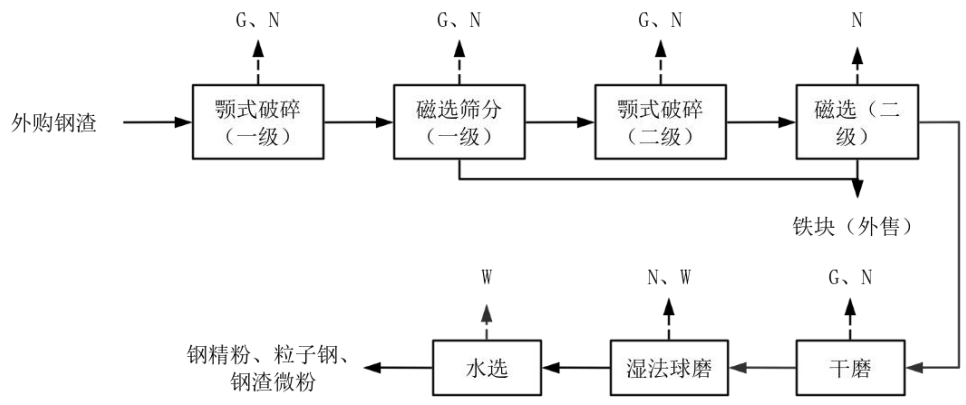 G、N
G、N
G、N
N
外购钢渣
颚式破碎
（一级）
磁选筛分
（一级）
颚式破碎
（二级）
磁选（二
级）
铁块（外售）
W
N、W
G、N
钢精粉、粒子钢、
钢渣微粉
水选
湿法球磨
干磨